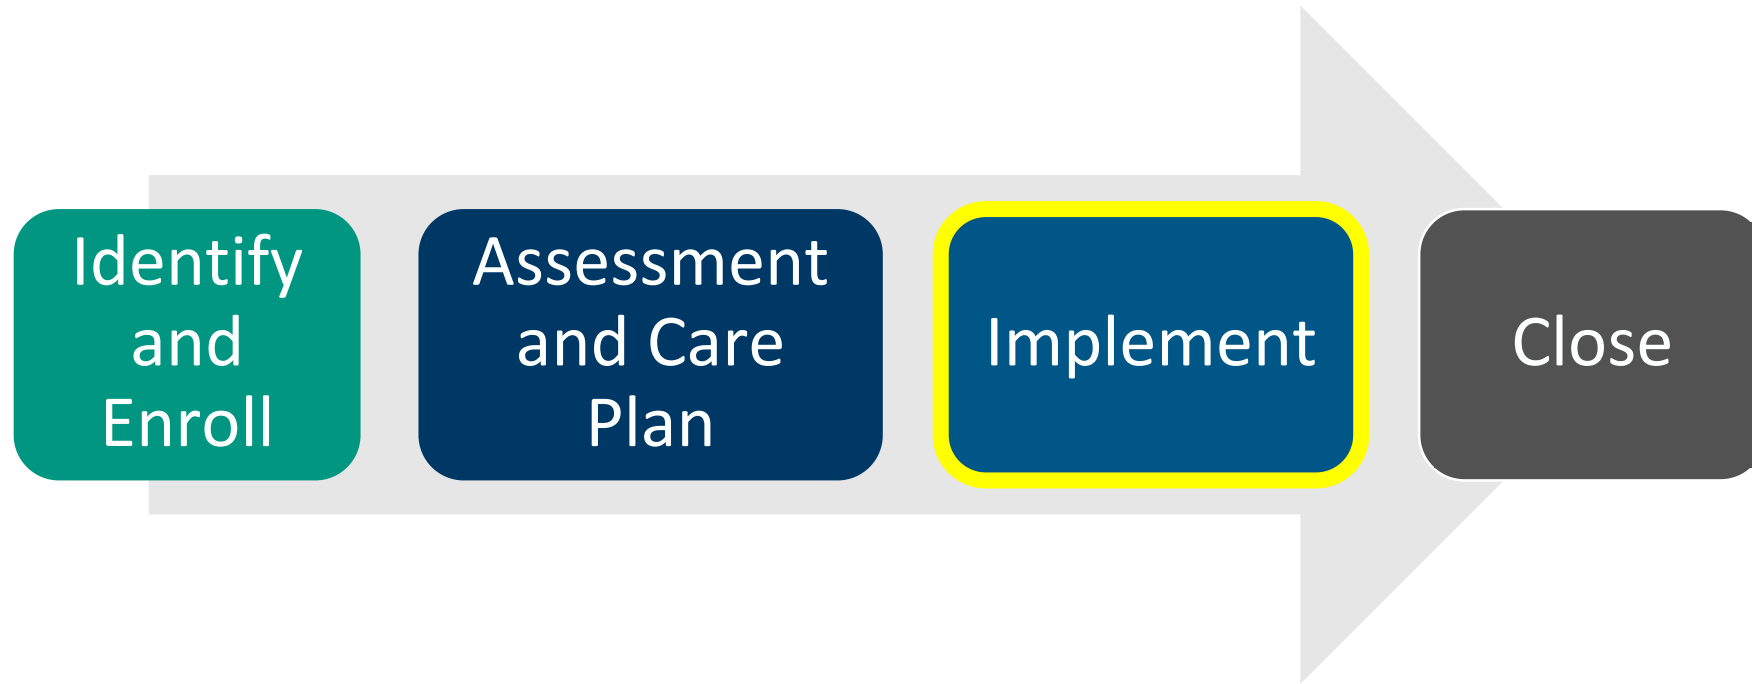 Identify
and
Enroll
Assessment
and Care
Plan
Implement
Close